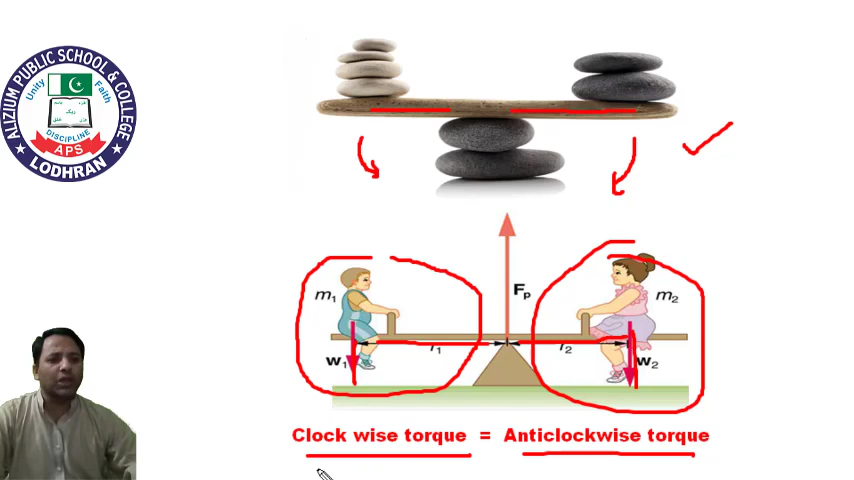 ALIZIUM PUBLIC SCHOOL & COLLEGE
Unity
Faith
DISCIPLINE
APS
LODHRAN
Fp
m1
m2
w1
r1
r2
w2
Clock wise torque = Anticlockwise torque